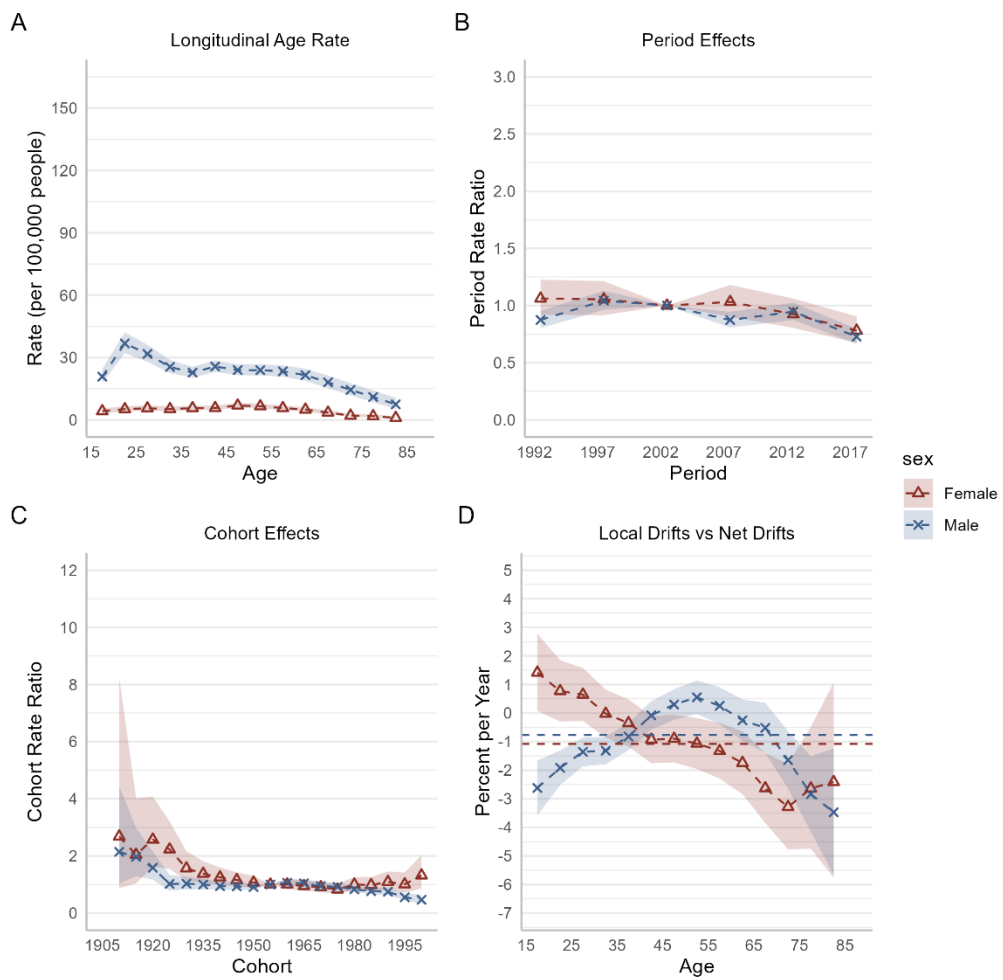 A
Longitudinal Age Rate
Rate (per 100,000 people)
150
120
90
60
30
0
15 25 35 45 55 65 75 85
Age
B
Period Effects
Period Rate Ratio
3.0
2.5
2.0
1.5
1.0
0.5
0.0
1992 1997 2002 2007 2012 2017
Period
C
Cohort Effects
Cohort Rate Ratio
12
10
8
6
4
2
0
1905 1920 1935 1950 1965 1980 1995
Cohort
D
Local Drifts vs Net Drifts
Percent per Year
5
4
3
2
1
0
-1
-2
-3
-4
-5
-6
-7
15 25 35 45 55 65 75 85
Age
sex
Female
Male